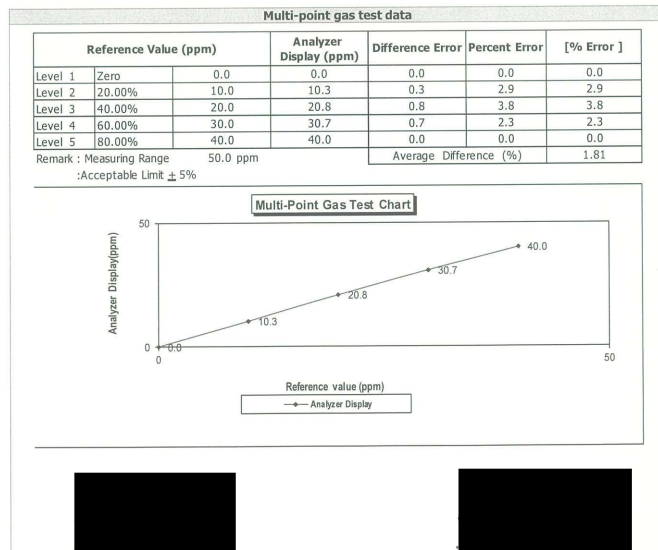 Multi-point gas test data
Reference Value (ppm) Analyzer Display (ppm) Difference Error Percent Error [% Error ]
Level 1 Zero 0.0 0.0 0.0 0.0 0.0
Level 2 20.00% 10.0 10.3 0.3 2.9 2.9
Level 3 40.00% 20.0 20.8 0.8 3.8 3.8
Level 4 60.00% 30.0 30.7 0.7 2.3 2.3
Level 5 80.00% 40.0 40.0 0.0 0.0 0.0
Remark : Measuring Range 50.0 ppm Average Difference (%) 1.81
:Acceptable Limit ± 5%
Multi-Point Gas Test Chart
50
Analyzer Display(ppm)
40.0
30.7
20.8
10.3
0 0.0
0 50
Reference value (ppm)
Analyzer Display